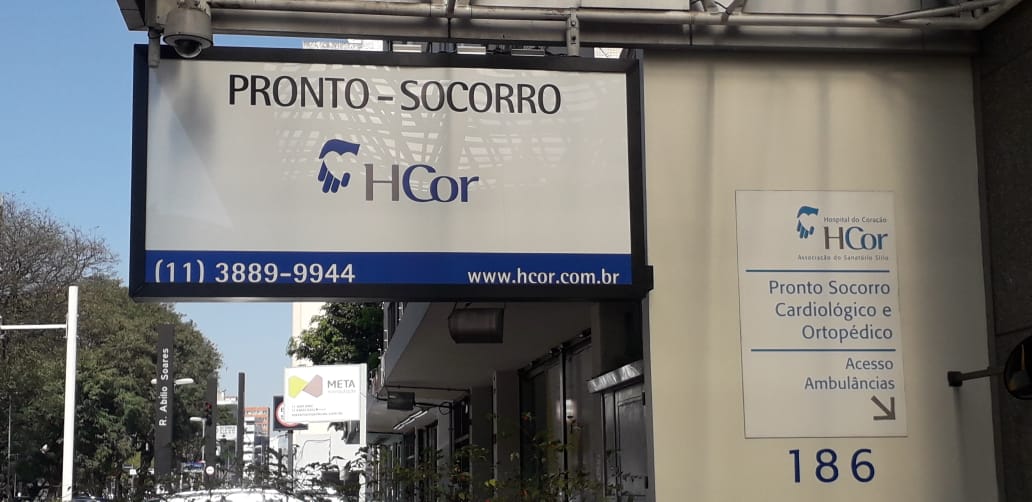 PRONTO - SOCORRO
HCor
(11) 3889-9944
www.hcor.com.br
Hospital do Coração
HCor
Associação do Sanatório Sírio
Pronto Socorro
Cardiológico e
Ortopédico
Acesso
Ambulâncias
186
R. Abílio Soares
META